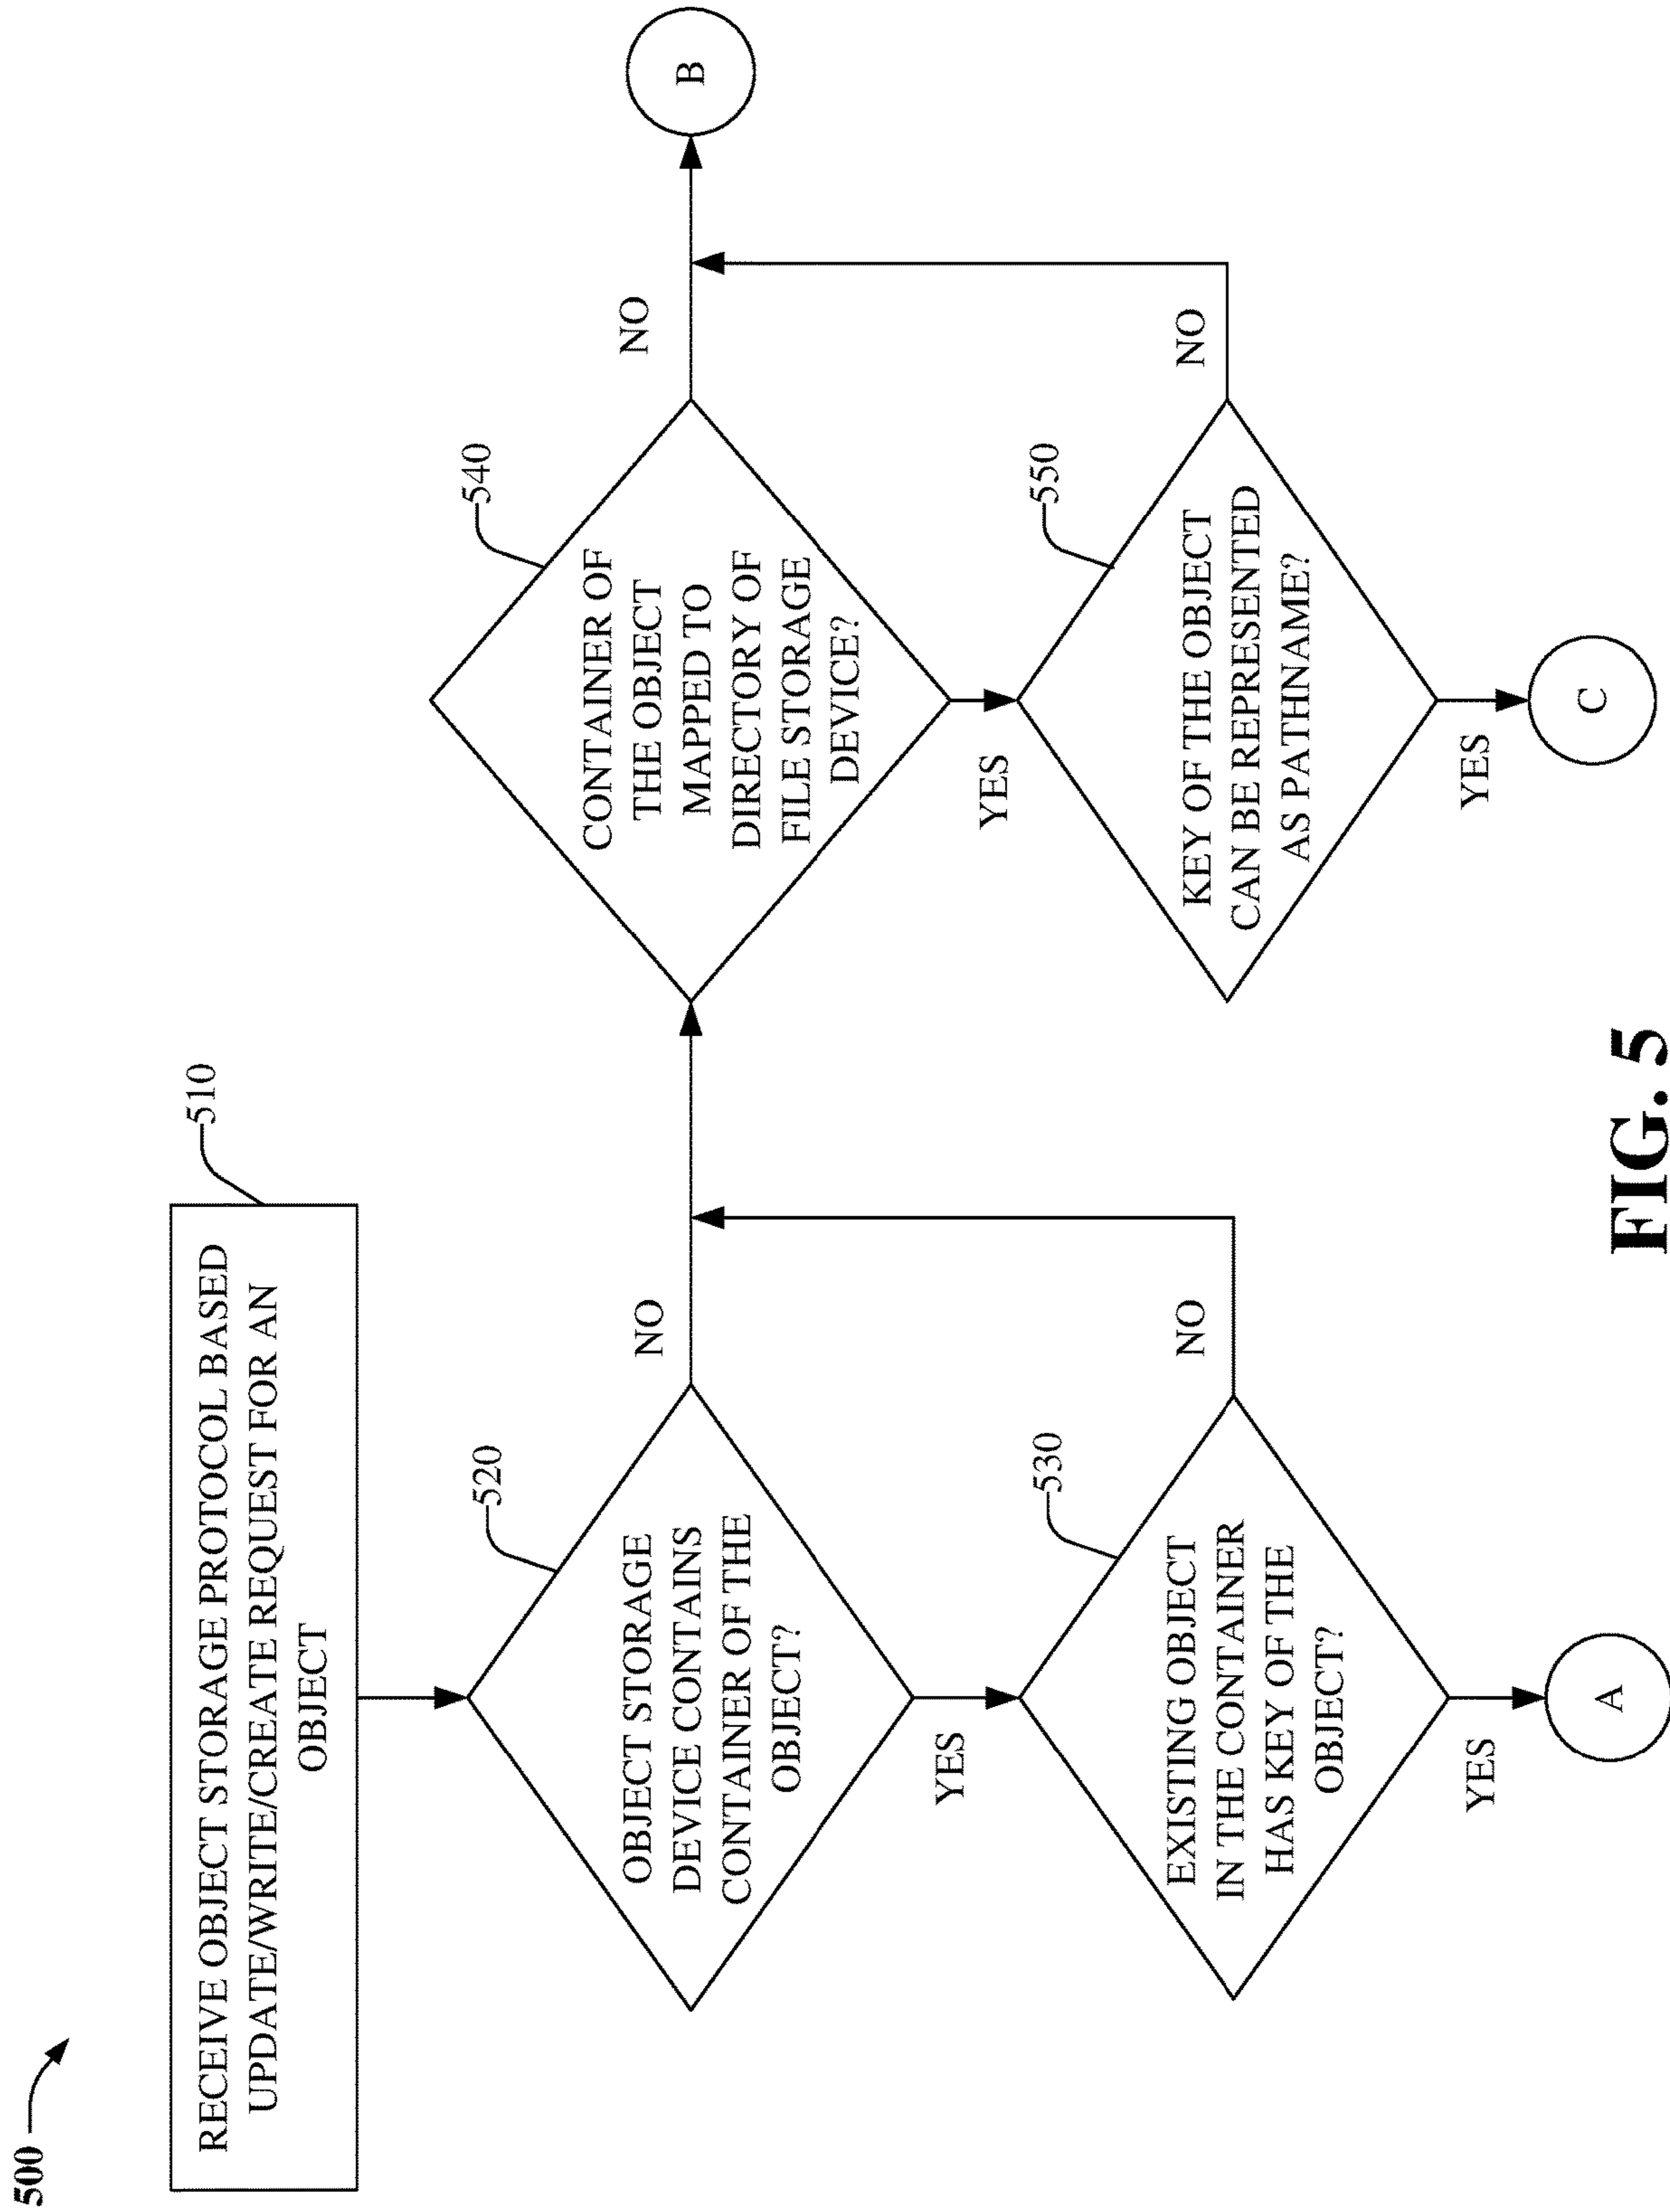 500
510
RECEIVE OBJECT STORAGE PROTOCOL BASED
UPDATE/WRITE/CREATE REQUEST FOR AN
OBJECT
520
OBJECT STORAGE
DEVICE CONTAINS
CONTAINER OF THE
OBJECT?
NO
YES
530
EXISTING OBJECT
IN THE CONTAINER
HAS KEY OF THE
OBJECT?
NO
YES
A
540
CONTAINER OF
THE OBJECT
MAPPED TO
DIRECTORY OF
FILE STORAGE
DEVICE?
NO
B
YES
550
KEY OF THE OBJECT
CAN BE REPRESENTED
AS PATHNAME?
NO
YES
C
FIG. 5